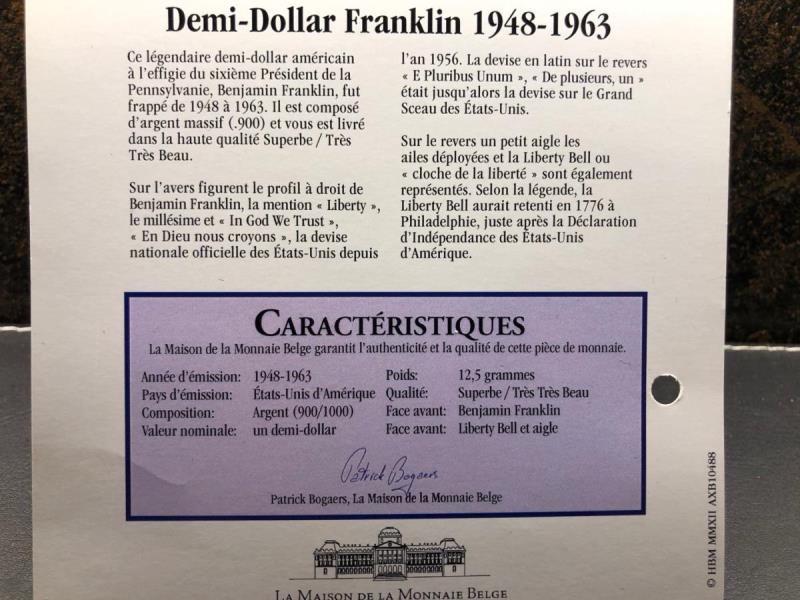 Demi-Dollar Franklin 1948-1963
Ce légendaire demi-dollar américain
à l'effigie du sixième Président de la
Pennsylvanie, Benjamin Franklin, fut
frappé de 1948 à 1963. Il est composé
d'argent massif (.900) et vous est livré
dans la haute qualité Superbe / Très
Très Beau.
Sur l'avers figurent le profil à droit de
Benjamin Franklin, la mention « Liberty »,
le millésime et « In God We Trust »,
« En Dieu nous croyons », la devise
nationale officielle des États-Unis depuis
l'an 1956. La devise en latin sur le revers
« E Pluribus Unum », « De plusieurs, un »
était jusqu'alors la devise sur le Grand
Sceau des États-Unis.
Sur le revers un petit aigle les
ailes déployées et la Liberty Bell ou
« cloche de la liberté » sont également
représentés. Selon la légende, la
Liberty Bell aurait retenti en 1776 à
Philadelphie, juste après la Déclaration
d'Indépendance des États-Unis
d'Amérique.
CARACTÉRISTIQUES
La Maison de la Monnaie Belge garantit l'authenticité et la qualité de cette pièce de monnaie.
Année d'émission: 1948-1963
Pays d'émission: États-Unis d'Amérique
Composition: Argent (900/1000)
Valeur nominale: un demi-dollar
Poids: 12,5 grammes
Qualité: Superbe / Très Très Beau
Face avant: Benjamin Franklin
Face avant: Liberty Bell et aigle
Patrick Bogaers
Patrick Bogaers, La Maison de la Monnaie Belge
LA MAISON DE LA MONNAIE BELGE
© HBM MMXII AXB10488